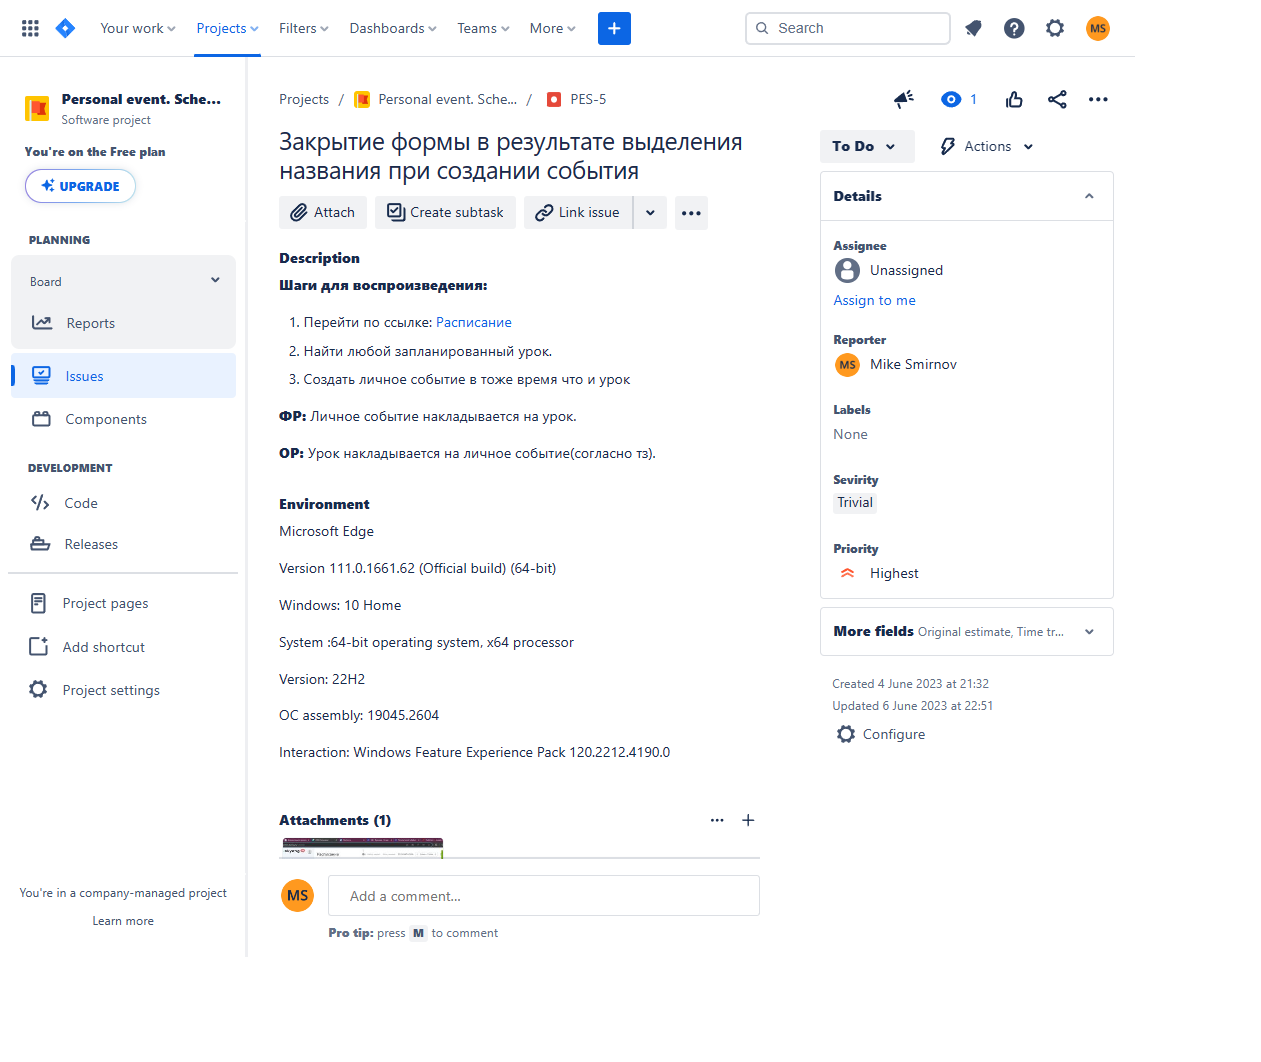 Your work Projects Filters Dashboards Teams More Search MS
Personal event. Sche...
Software project
You're on the Free plan
UPGRADE
PLANNING
Board
Reports
Issues
Components
DEVELOPMENT
Code
Releases
Project pages
Add shortcut
Project settings
You're in a company-managed project
Learn more
Projects / Personal event. Sche... / PES-5
1
Закрытие формы в результате выделения
названия при создании события
Attach Create subtask Link issue
Description
Шаги для воспроизведения:
1. Перейти по ссылке: Расписание
2. Найти любой запланированный урок.
3. Создать личное событие в тоже время что и урок
ФР: Личное событие накладывается на урок.
ОР: Урок накладывается на личное событие(согласно тз).
Environment
Microsoft Edge
Version 111.0.1661.62 (Official build) (64-bit)
Windows: 10 Home
System :64-bit operating system, x64 processor
Version: 22H2
ОС assembly: 19045.2604
Interaction: Windows Feature Experience Pack 120.2212.4190.0
Attachments (1)
MS Add a comment...
Pro tip: press M to comment
To Do Actions
Details
Assignee
Unassigned
Assign to me
Reporter
MS Mike Smirnov
Labels
None
Sevirity
Trivial
Priority
Highest
More fields Original estimate, Time tr...
Created 4 June 2023 at 21:32
Updated 6 June 2023 at 22:51
Configure